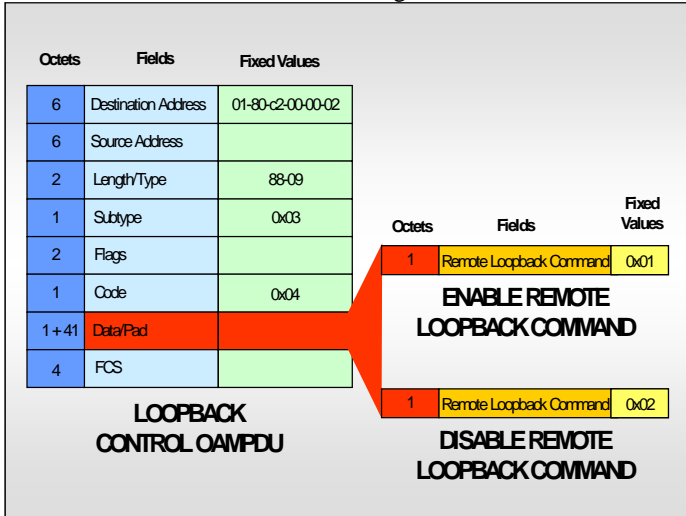 Octets Fields Fixed Values
6 Destination Address 01-80-c2-00-00-02
6 Source Address
2 Length/Type 88-09
1 Subtype 0x03
2 Flags
1 Code 0x04
1 + 41 Data/Pad
4 FCS
LOOPBACK
CONTROL OAMPDU
Octets Fields Fixed
Values
1 Remote Loopback Command 0x01
ENABLE REMOTE
LOOPBACK COMMAND
1 Remote Loopback Command 0x02
DISABLE REMOTE
LOOPBACK COMMAND